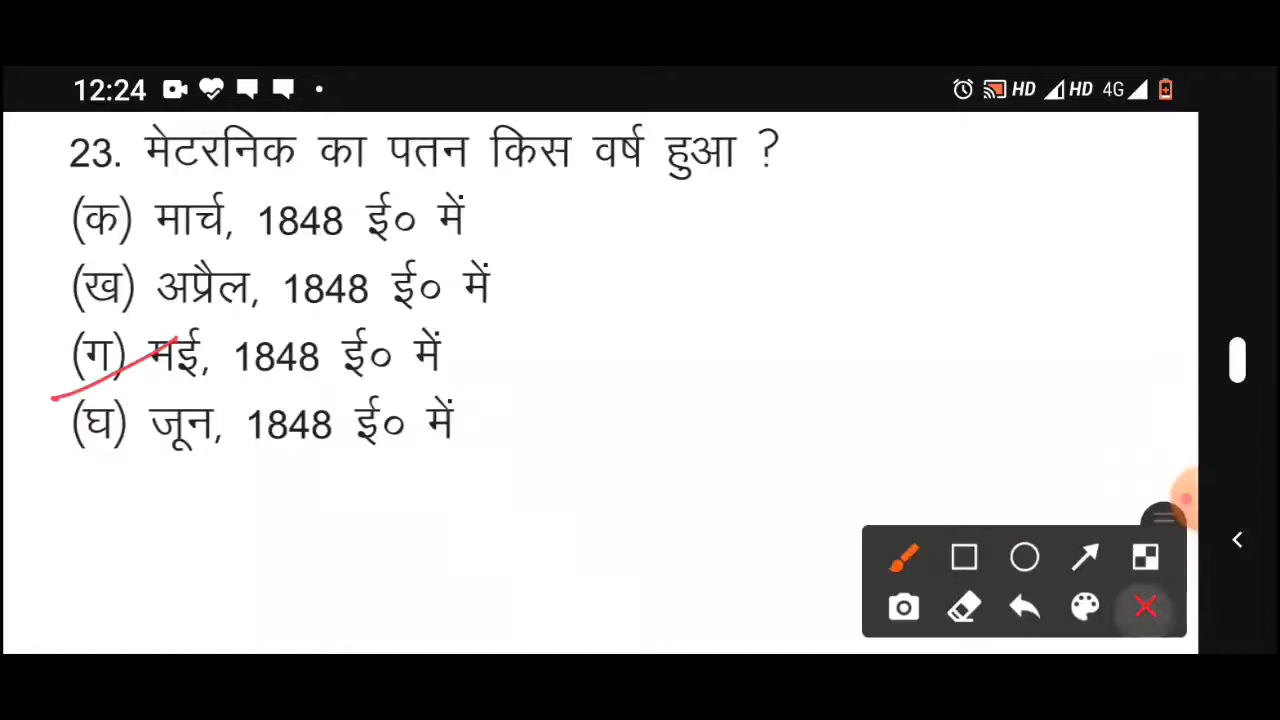 12:24 HD HD 4G
23. मेटरनिक का पतन किस वर्ष हुआ ?
(क) मार्च, 1848 ई० में
(ख) अप्रैल, 1848 ई० में
(ग) मई, 1848 ई० में
(घ) जून, 1848 ई० में